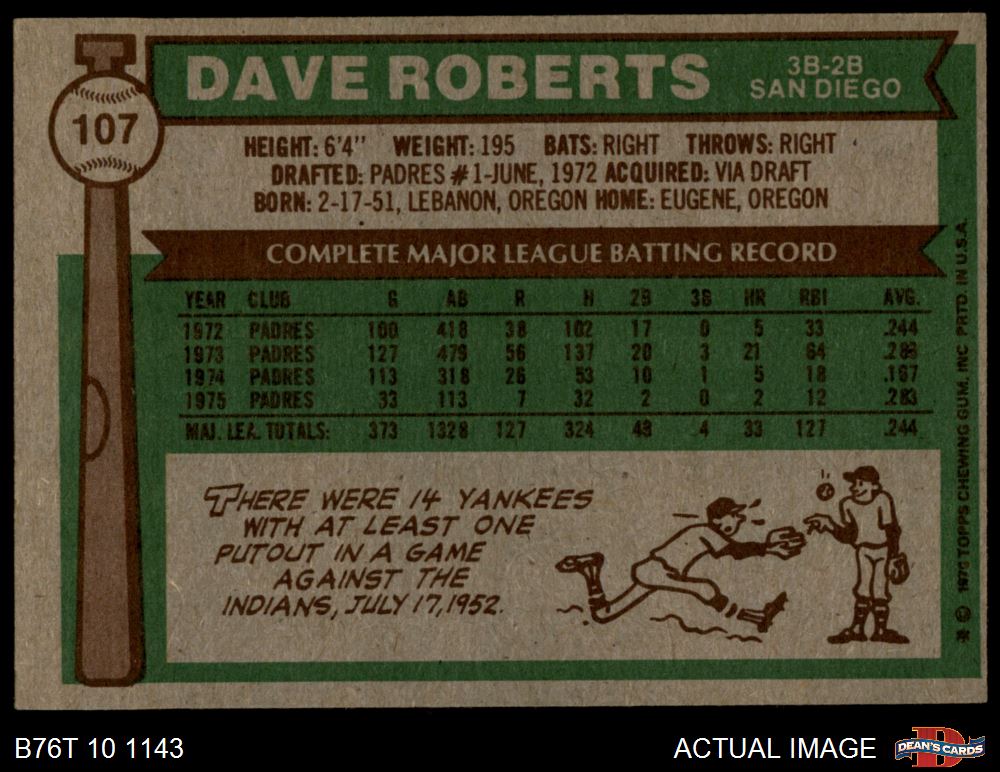 107
DAVE ROBERTS
3B-2B
SAN DIEGO
HEIGHT: 6'4" WEIGHT: 195 BATS: RIGHT THROWS: RIGHT
DRAFTED: PADRES #1-JUNE, 1972 ACQUIRED: VIA DRAFT
BORN: 2-17-51, LEBANON, OREGON HOME: EUGENE, OREGON
COMPLETE MAJOR LEAGUE BATTING RECORD
YEAR CLUB G AB R H 2B 3B HR RBI AVG.
1972 PADRES 100 418 38 102 17 0 5 33 .244
1973 PADRES 127 479 56 137 20 3 21 64 .286
1974 PADRES 113 318 26 53 10 1 5 18 .167
1975 PADRES 33 113 7 32 2 0 2 12 .283
MAJ. LEA. TOTALS: 373 1328 127 324 49 4 33 127 .244
THERE WERE 14 YANKEES
WITH AT LEAST ONE
PUTOUT IN A GAME
AGAINST THE
INDIANS, JULY 17, 1952.
* © 1976 TOPPS CHEWING GUM, INC PRTD. IN U.S.A.
B76T 10 1143
ACTUAL IMAGE
D
DEAN'S CARDS